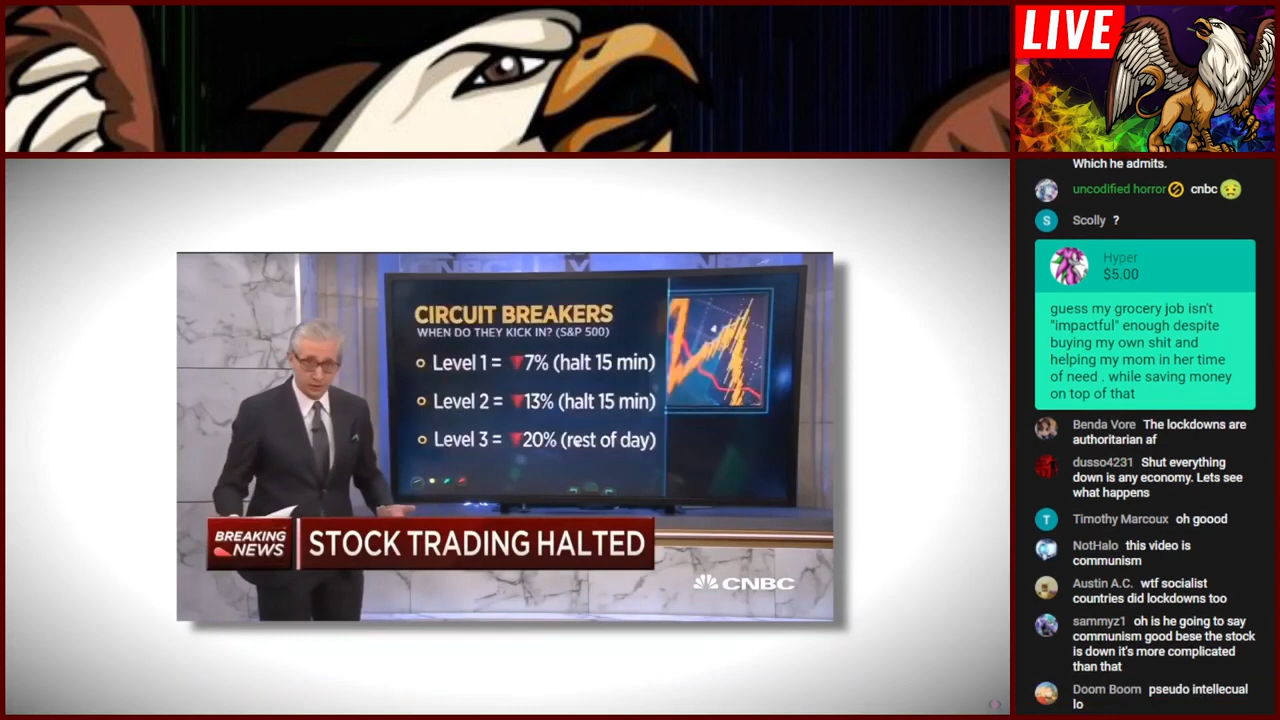 LIVE
CIRCUIT BREAKERS
WHEN DO THEY KICK IN? (S&P 500)
Level 1 = ▼7% (halt 15 min)
Level 2 = ▼13% (halt 15 min)
Level 3 = ▼20% (rest of day)
BREAKING
NEWS
STOCK TRADING HALTED
CNBC
Which he admits.
uncodified horror cnbc 🤢
S Scolly ?
Hyper
$5.00
guess my grocery job isn't
"impactful" enough despite
buying my own shit and
helping my mom in her time
of need . while saving money
on top of that
Benda Vore The lockdowns are
authoritarian af
dusso4231 Shut everything
down is any economy. Lets see
what happens
T Timothy Marcoux oh goood
NotHalo this video is
communism
Austin A.C. wtf socialist
countries did lockdowns too
sammyz1 oh is he going to say
communism good bese the stock
is down it's more complicated
than that
Doom Boom pseudo intellecual
lo